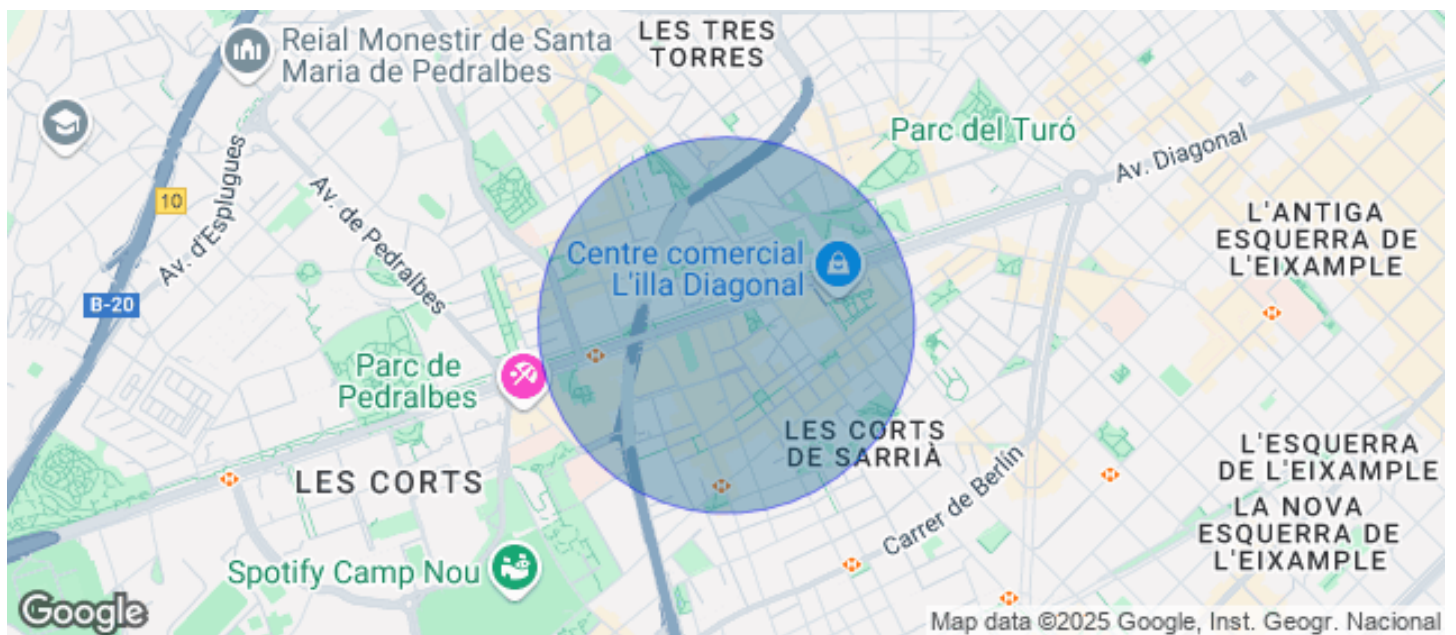 LES TRES
TORRES
Reial Monestir de Santa
Maria de Pedralbes
Parc del Turó
Av. Diagonal
Av. d'Esplugues
10
Av. de Pedralbes
L'ANTIGA
ESQUERRA DE
L'EIXAMPLE
Centre comercial
L'illa Diagonal
B-20
Parc de
Pedralbes
LES CORTS
DE SARRIÀ
L'ESQUERRA
DE L'EIXAMPLE
LES CORTS
Carrer de Berlín
LA NOVA
ESQUERRA DE
L'EIXAMPLE
Spotify Camp Nou
Google
Map data ©2025 Google, Inst. Geogr. Nacional